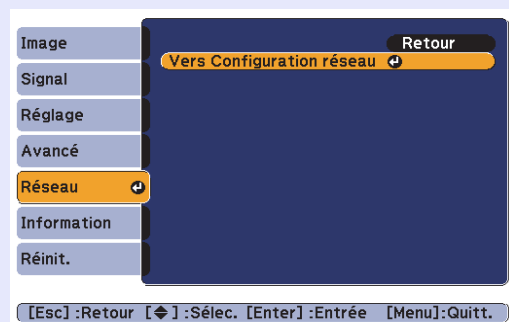 Image
Signal
Réglage
Avancé
Réseau
Information
Réinit.
Retour
Vers Configuration réseau
[Esc] :Retour [◆] :Sélec. [Enter] :Entrée [Menu]:Quitt.